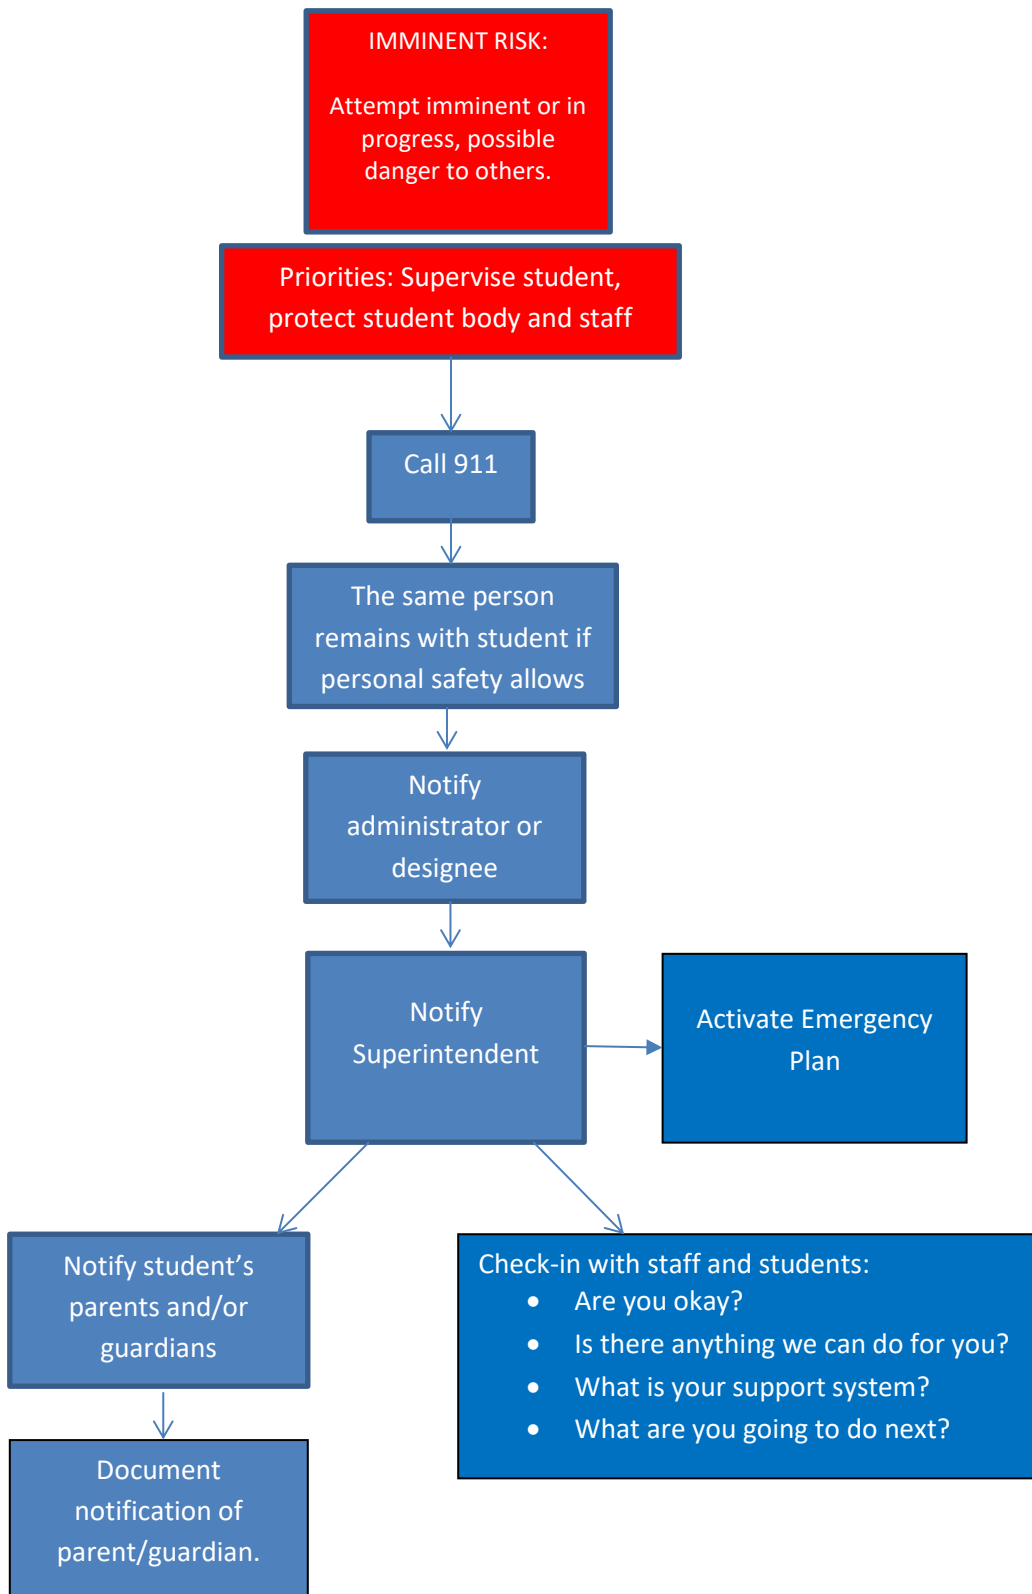 IMMINENT RISK:
Attempt imminent or in
progress, possible
danger to others.
Priorities: Supervise student,
protect student body and staff
Call 911
The same person
remains with student if
personal safety allows
Notify
administrator or
designee
Notify
Superintendent
Activate Emergency
Plan
Notify student’s
parents and/or
guardians
Check-in with staff and students:
• Are you okay?
• Is there anything we can do for you?
• What is your support system?
• What are you going to do next?
Document
notification of
parent/guardian.